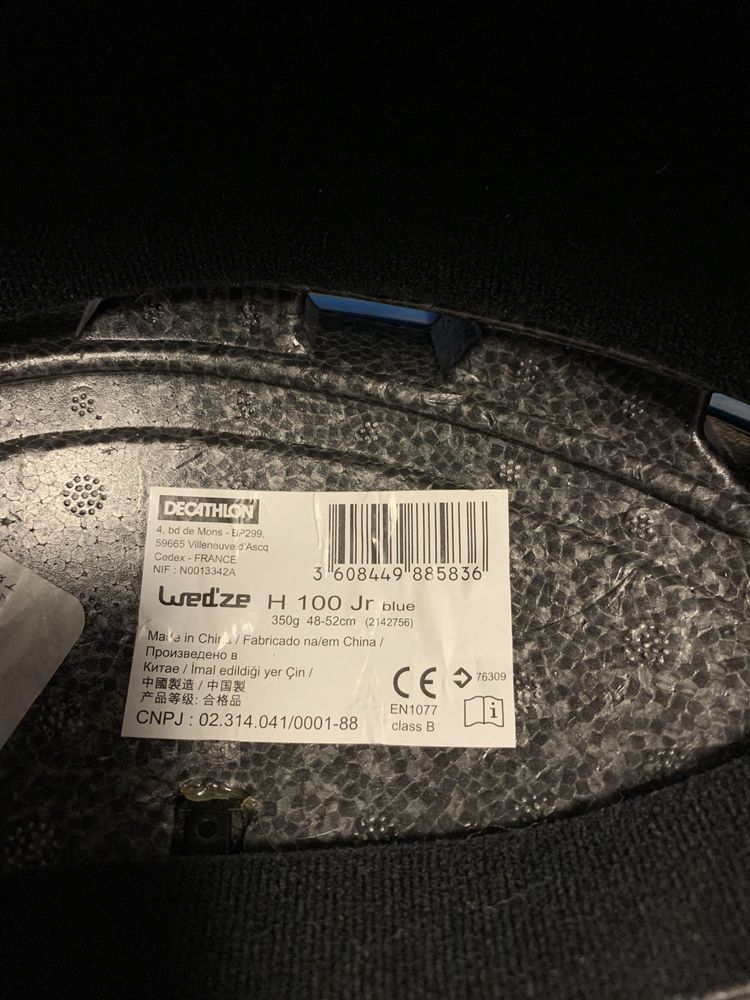 DECATHLON
4, bd de Mons - BP299,
59665 Villeneuve d'Ascq
Cedex - FRANCE
NIF : N0013342A
3 608449 885836
Wed'ze H 100 Jr blue
350g 48-52cm (2142756)
Made in China / Fabricado na/em China /
Произведено в
Китае / İmal edildiği yer Çin /
中國製造 / 中国製
产品等级: 合格品
CNPJ : 02.314.041/0001-88
CE
76309
EN1077
class B
i